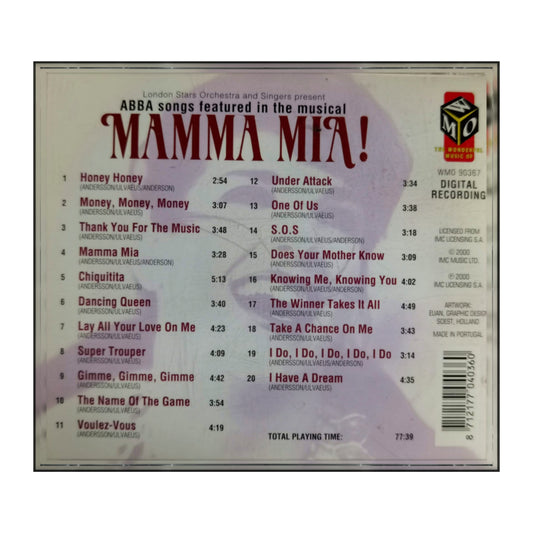 London Stars Orchestra and Singers present
ABBA songs featured in the musical
MAMMA MIA!
1 Honey Honey 2:54
(ANDERSSON/ULVAEUS/ANDERSON)
2 Money, Money, Money 3:07
(ANDERSSON/ULVAEUS)
3 Thank You For The Music 3:48
(ANDERSSON/ULVAEUS)
4 Mamma Mia 3:28
(ANDERSSON/ULVAEUS/ANDERSON)
5 Chiquitita 5:13
(ANDERSSON/ULVAEUS)
6 Dancing Queen 3:40
(ANDERSSON/ULVAEUS/ANDERSON)
7 Lay All Your Love On Me 4:23
(ANDERSSON/ULVAEUS)
8 Super Trouper 4:09
(ANDERSSON/ULVAEUS)
9 Gimme, Gimme, Gimme 4:42
(ANDERSSON/ULVAEUS)
10 The Name Of The Game 3:54
(ANDERSSON/ULVAEUS)
11 Voulez-Vous 4:19
(ANDERSSON/ULVAEUS)
12 Under Attack 3:34
(ANDERSSON/ULVAEUS)
13 One Of Us 3:38
(ANDERSSON/ULVAEUS)
14 S.O.S 3:18
(ANDERSSON/ULVAEUS/ANDERSON)
15 Does Your Mother Know 3:09
(ANDERSSON/ULVAEUS)
16 Knowing Me, Knowing You 4:02
(ANDERSSON/ULVAEUS/ANDERSON)
17 The Winner Takes It All 4:49
(ANDERSSON/ULVAEUS)
18 Take A Chance On Me 3:43
(ANDERSSON/ULVAEUS)
19 I Do, I Do, I Do, I Do, I Do 3:14
(ANDERSSON/ULVAEUS/ANDERSON)
20 I Have A Dream 4:35
(ANDERSSON/ULVAEUS)
TOTAL PLAYING TIME: 77:39
WMO
THE WONDERFUL
MUSIC OF
WMO 90367
DIGITAL
RECORDING
LICENSED FROM
IMC LICENSING S.A.
© 2000
IMC MUSIC LTD.
℗ 2000
IMC LICENSING S.A.
ARTWORK:
GRAPHIC DESIGN
SOEST, HOLLAND
MADE IN PORTUGAL
8 712177 040360